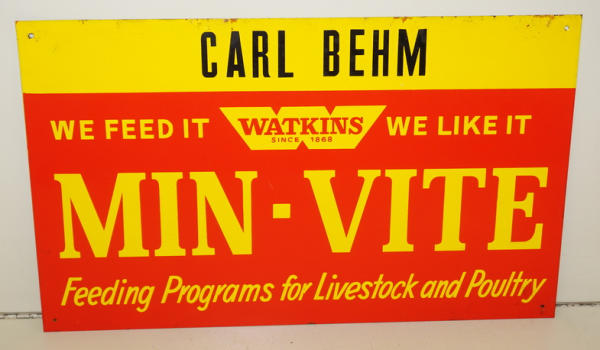 CARL BEHM
WE FEED IT WATKINS WE LIKE IT
SINCE 1868
MIN-VITE
Feeding Programs for Livestock and Poultry